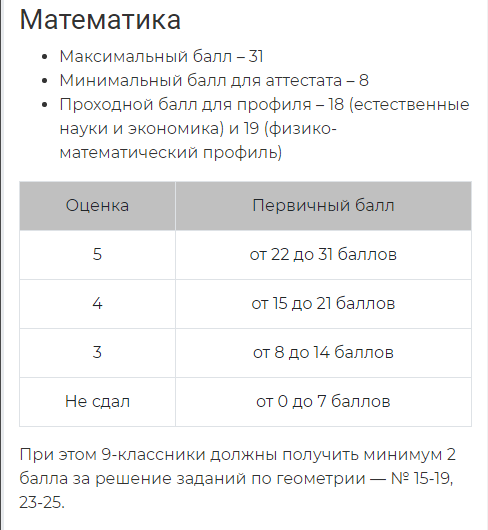 Математика
Максимальный балл – 31
Минимальный балл для аттестата – 8
Проходной балл для профиля – 18 (естественные
науки и экономика) и 19 (физико-
математический профиль)
Оценка Первичный балл
5 от 22 до 31 баллов
4 от 15 до 21 баллов
3 от 8 до 14 баллов
Не сдал от 0 до 7 баллов
При этом 9-классники должны получить минимум 2
балла за решение заданий по геометрии — № 15-19,
23-25.